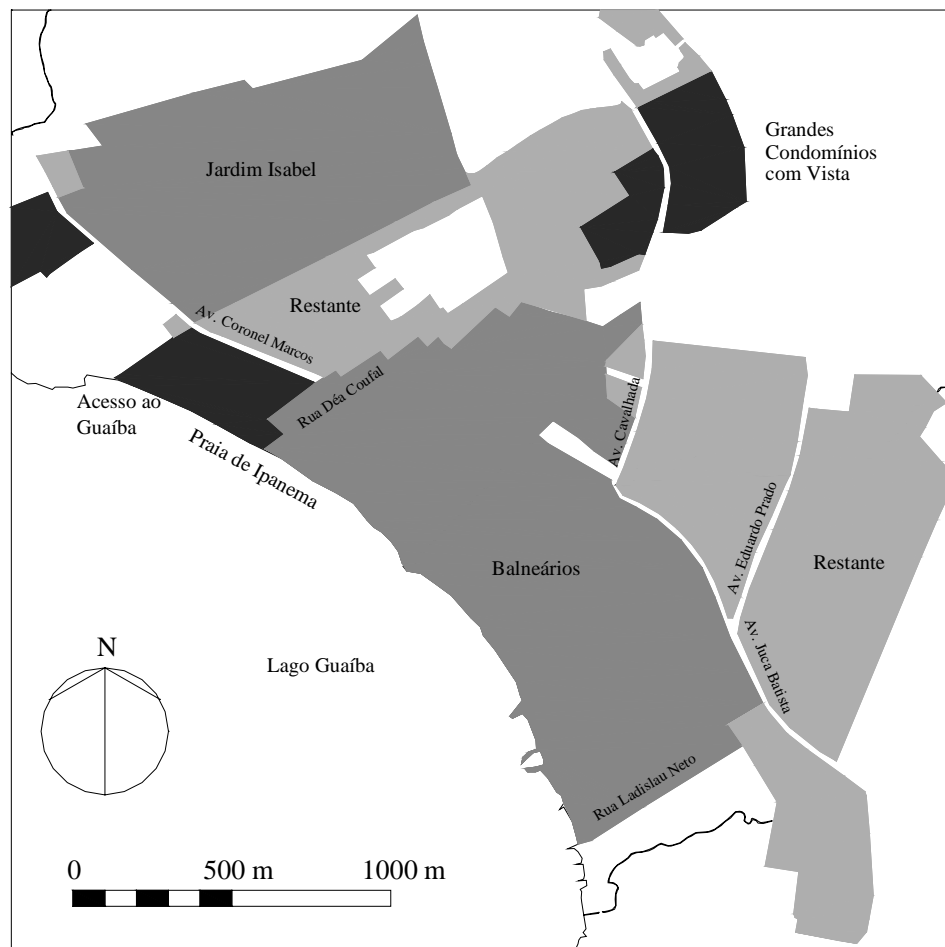 Grandes
Condomínios
com Vista
Jardim Isabel
Restante
Av. Coronel Marcos
Rua Déa Coufal
Acesso ao
Guaíba
Praia de Ipanema
Av. Cavalhada
Av. Eduardo Prado
Restante
Balneários
Av. Juca Batista
N
Lago Guaíba
Rua Ladislau Neto
0 500 m 1000 m